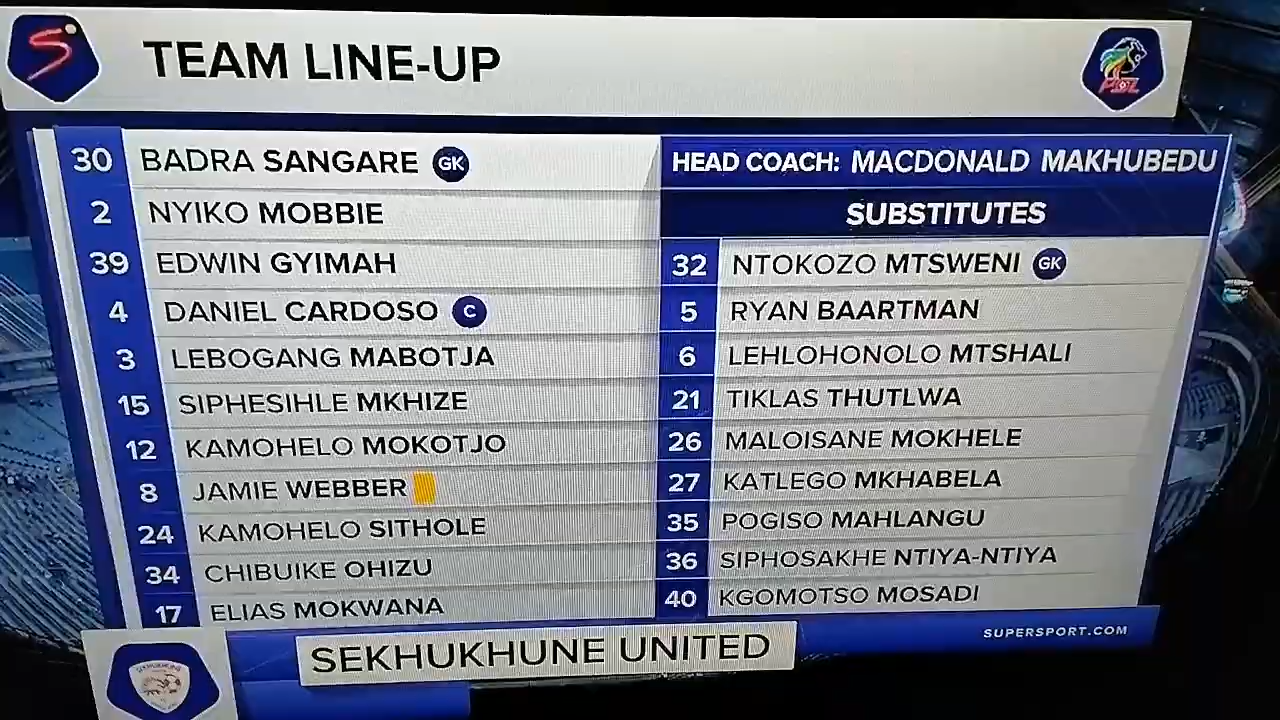 TEAM LINE-UP
30 BADRA SANGARE GK
2 NYIKO MOBBIE
39 EDWIN GYIMAH
4 DANIEL CARDOSO C
3 LEBOGANG MABOTJA
15 SIPHESIHLE MKHIZE
12 KAMOHELO MOKOTJO
8 JAMIE WEBBER
24 KAMOHELO SITHOLE
34 CHIBUIKE OHIZU
17 ELIAS MOKWANA
HEAD COACH: MACDONALD MAKHUBEDU
SUBSTITUTES
32 NTOKOZO MTSWENI GK
5 RYAN BAARTMAN
6 LEHLOHONOLO MTSHALI
21 TIKLAS THUTLWA
26 MALOISANE MOKHELE
27 KATLEGO MKHABELA
35 POGISO MAHLANGU
36 SIPHOSAKHE NTIYA-NTIYA
40 KGOMOTSO MOSADI
SUPERSPORT.COM
SEKHUKHUNE UNITED